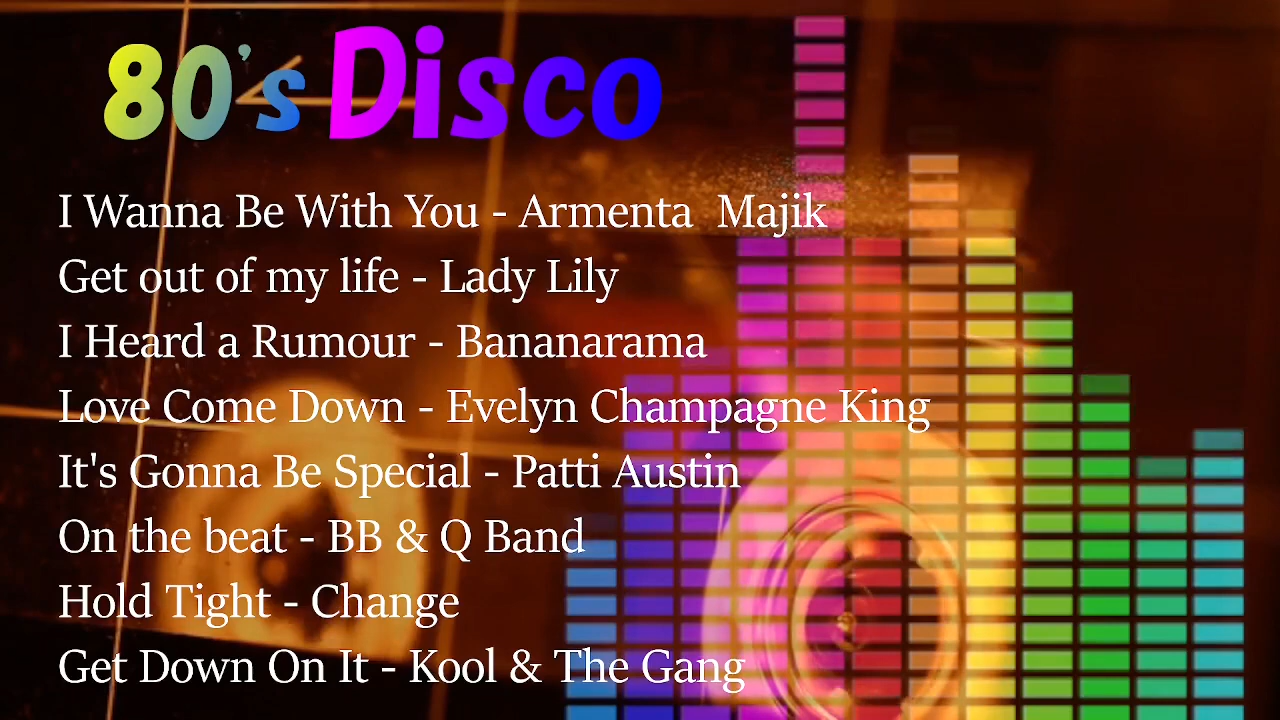 80's Disco
I Wanna Be With You - Armenta  Majik
Get out of my life - Lady Lily
I Heard a Rumour - Bananarama
Love Come Down - Evelyn Champagne King
It's Gonna Be Special - Patti Austin
On the beat - BB & Q Band
Hold Tight - Change
Get Down On It - Kool & The Gang